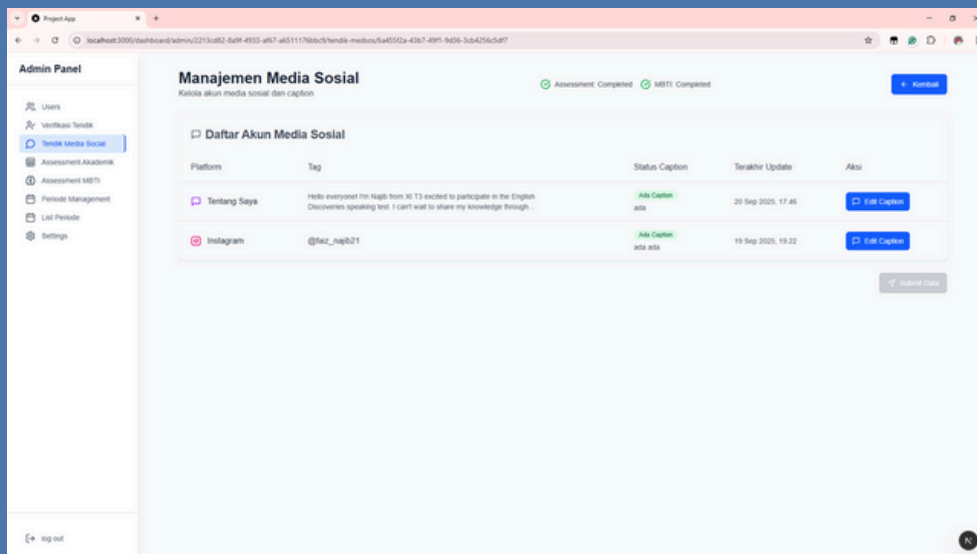 Project App
localhost:3000/dashboard/admin/2213cd82-8a9f-4933-af67-a6511176bbc9/tendik-medsos/
Admin Panel
Users
Verifikasi Tendik
Tendik Media Social
Assessment Akademik
Assessment MBTI
Periode Management
List Periode
Settings
log out
Manajemen Media Sosial
Kelola akun media sosial dan caption
Assessment: Completed
MBTI: Completed
Kembali
Daftar Akun Media Sosial
Platform Tag Status Caption Terakhir Update Aksi
Tentang Saya
Hello everyone! I'm Najib from XI T3 excited to participate in the English
Discoveries speaking test. I can't wait to share my knowledge through...
Ada Caption
ada
20 Sep 2025, 17.46
Edit Caption
Instagram
@faiz_najib21
Ada Caption
ada ada
19 Sep 2025, 19.22
Edit Caption
Submit Data
N